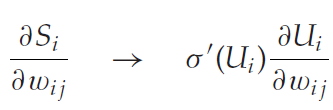 ∂S_i/∂w_ij → σ′(U_i) ∂U_i/∂w_ij